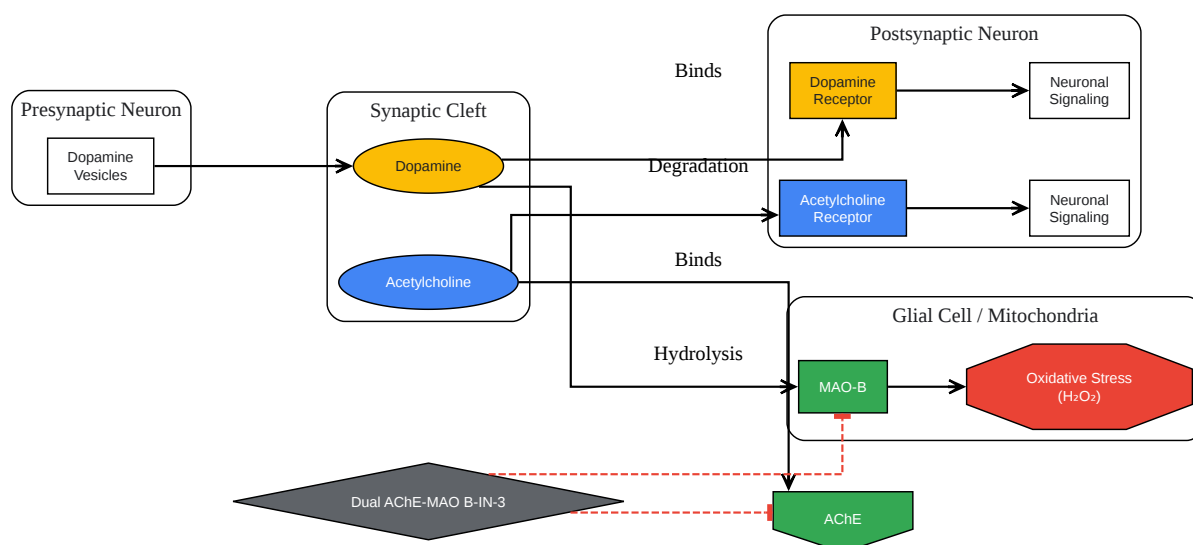 Presynaptic Neuron
Dopamine
Vesicles
Synaptic Cleft
Dopamine
Acetylcholine
Binds
Degradation
Binds
Hydrolysis
Postsynaptic Neuron
Dopamine
Receptor
Neuronal
Signaling
Acetylcholine
Receptor
Neuronal
Signaling
Glial Cell / Mitochondria
MAO-B
Oxidative Stress
(H₂O₂)
Dual AChE-MAO B-IN-3
AChE